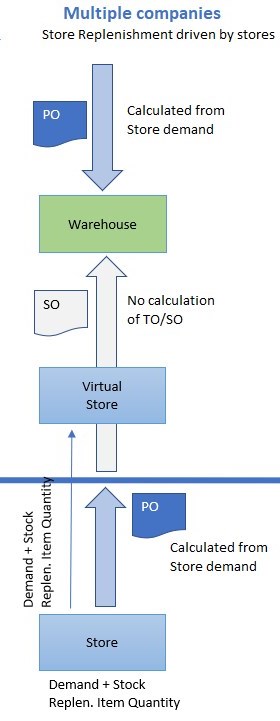 Multiple companies
Store Replenishment driven by stores
PO
Calculated from
Store demand
Warehouse
SO
No calculation
of TO/SO
Virtual
Store
Demand + Stock
Replen. Item Quantity
PO
Calculated from
Store demand
Store
Demand + Stock
Replen. Item Quantity